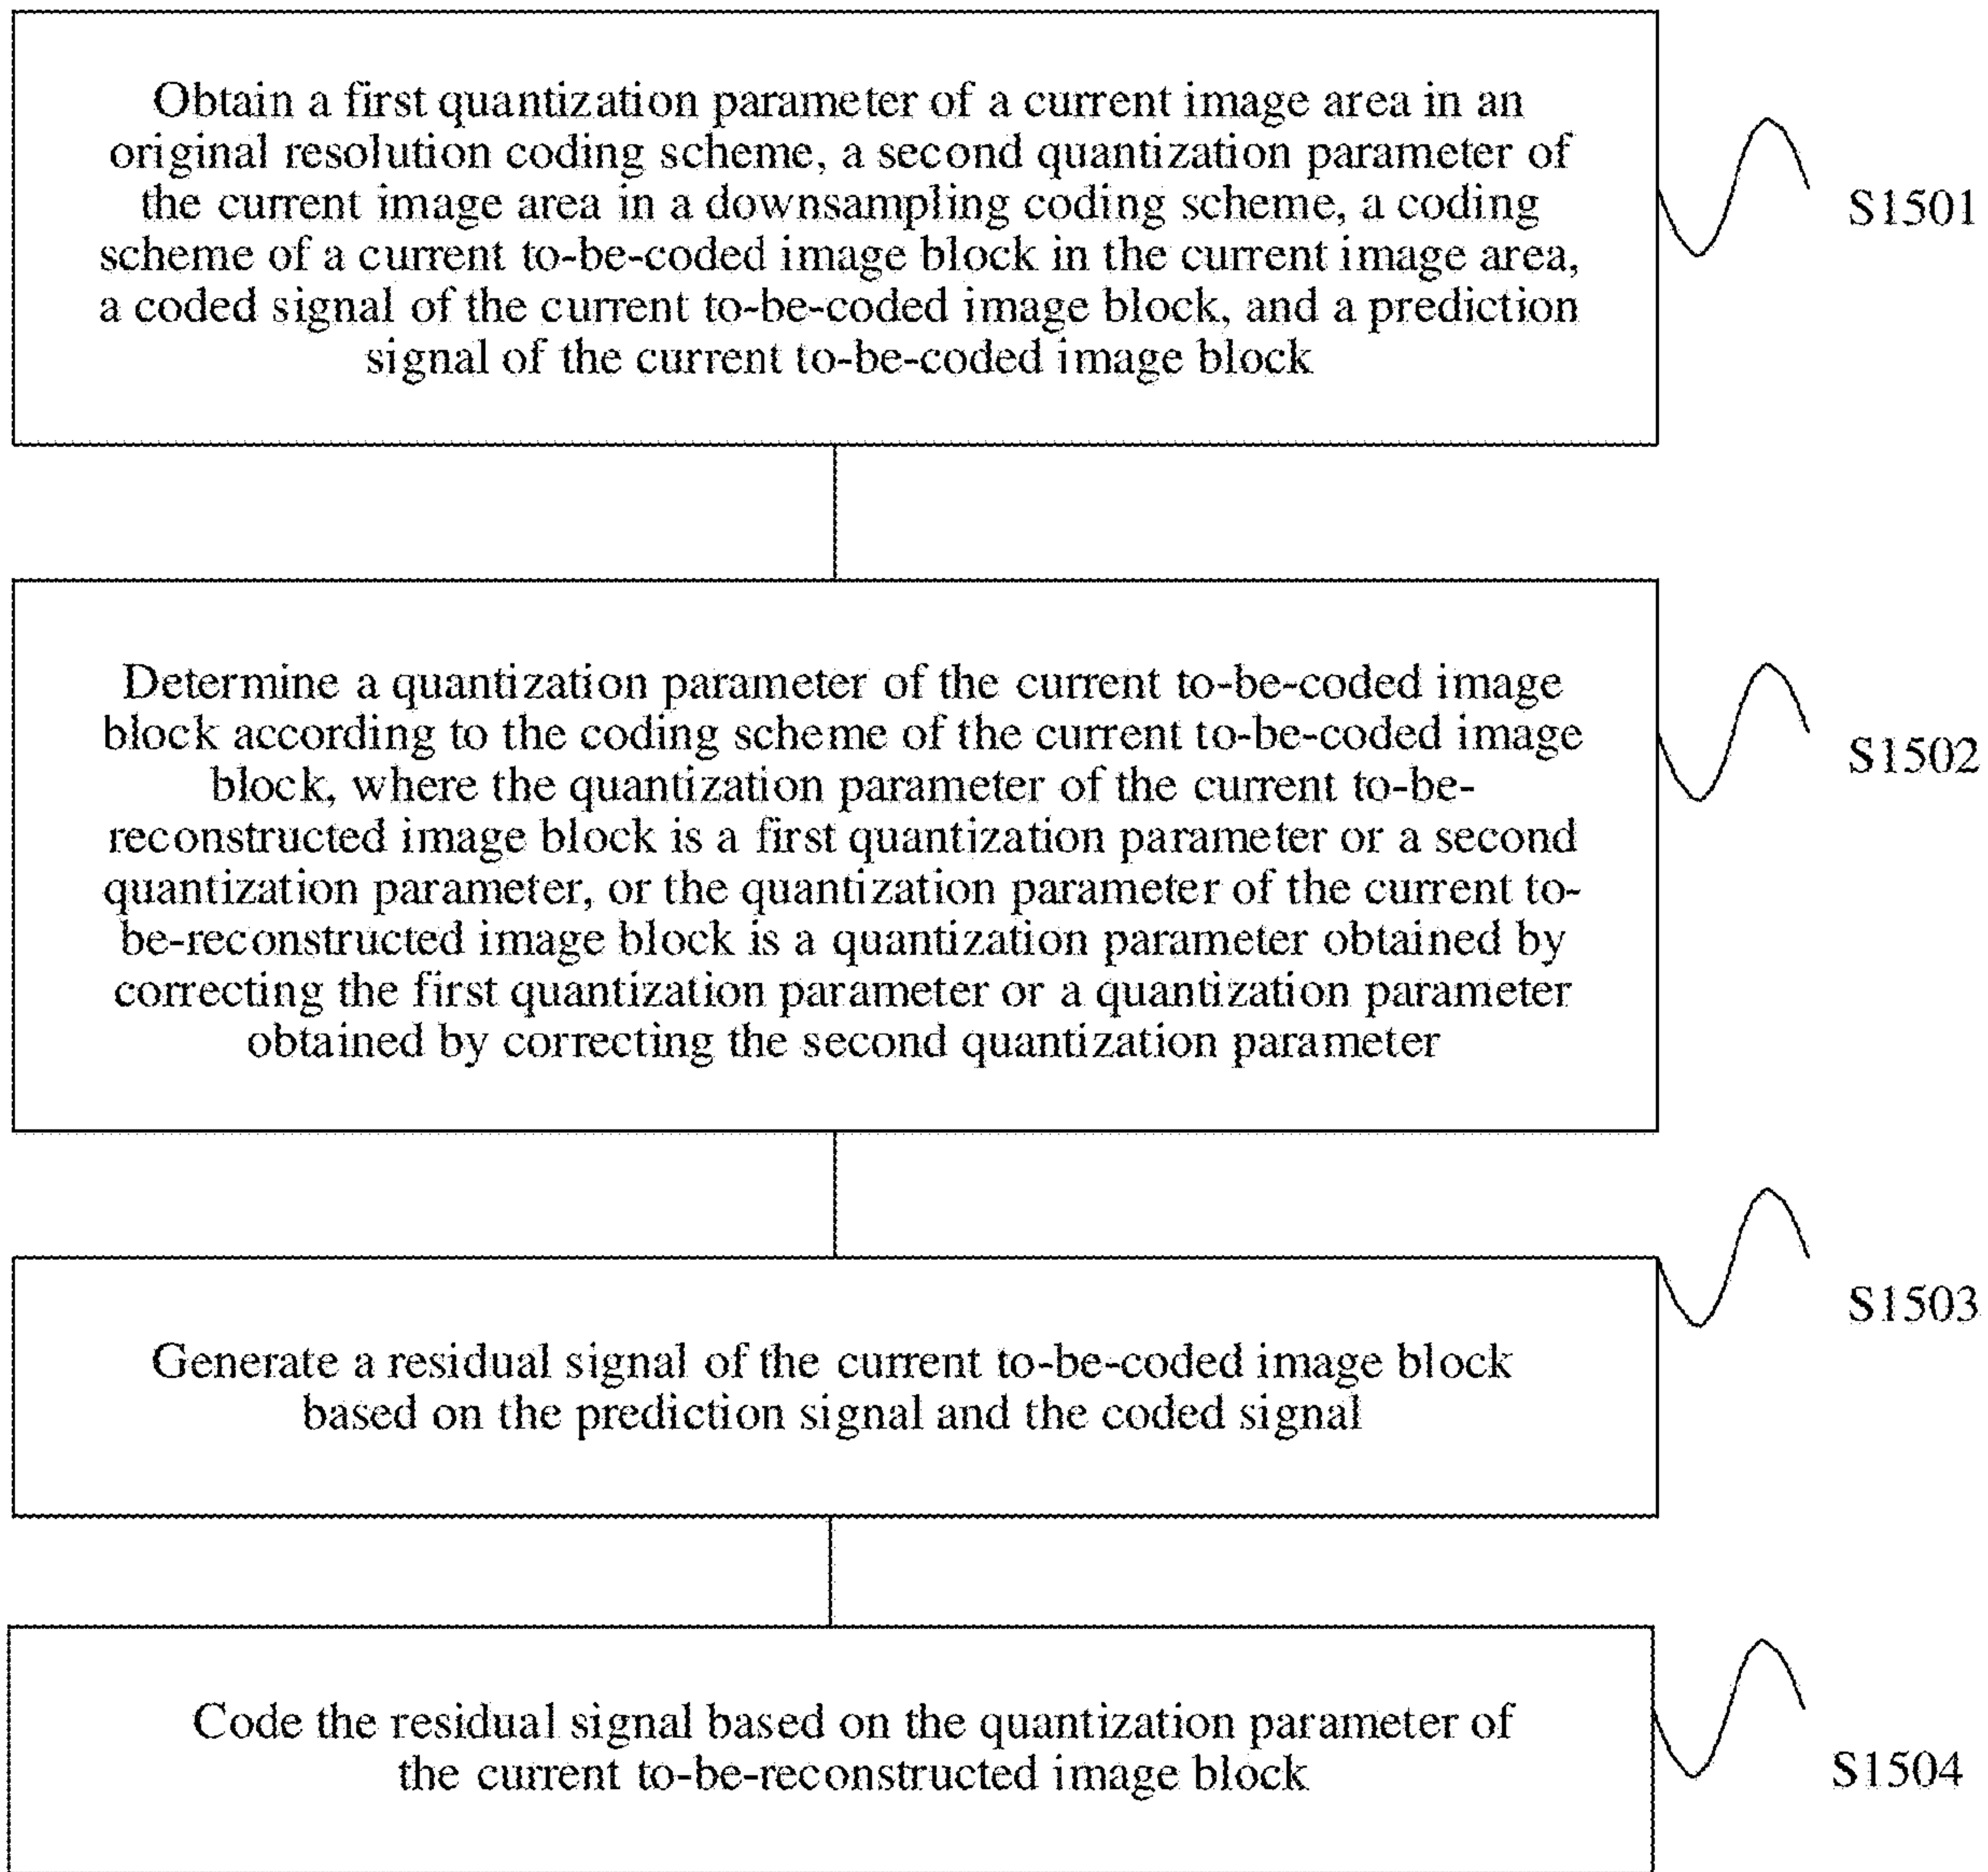 Obtain a first quantization parameter of a current image area in an
original resolution coding scheme, a second quantization parameter of
the current image area in a downsampling coding scheme, a coding
scheme of a current to-be-coded image block in the current image area,
a coded signal of the current to-be-coded image block, and a prediction
signal of the current to-be-coded image block
S1501
Determine a quantization parameter of the current to-be-coded image
block according to the coding scheme of the current to-be-coded image
block, where the quantization parameter of the current to-be-
reconstructed image block is a first quantization parameter or a second
quantization parameter, or the quantization parameter of the current to-
be-reconstructed image block is a quantization parameter obtained by
correcting the first quantization parameter or a quantization parameter
obtained by correcting the second quantization parameter
S1502
Generate a residual signal of the current to-be-coded image block
based on the prediction signal and the coded signal
S1503
Code the residual signal based on the quantization parameter of
the current to-be-reconstructed image block
S1504